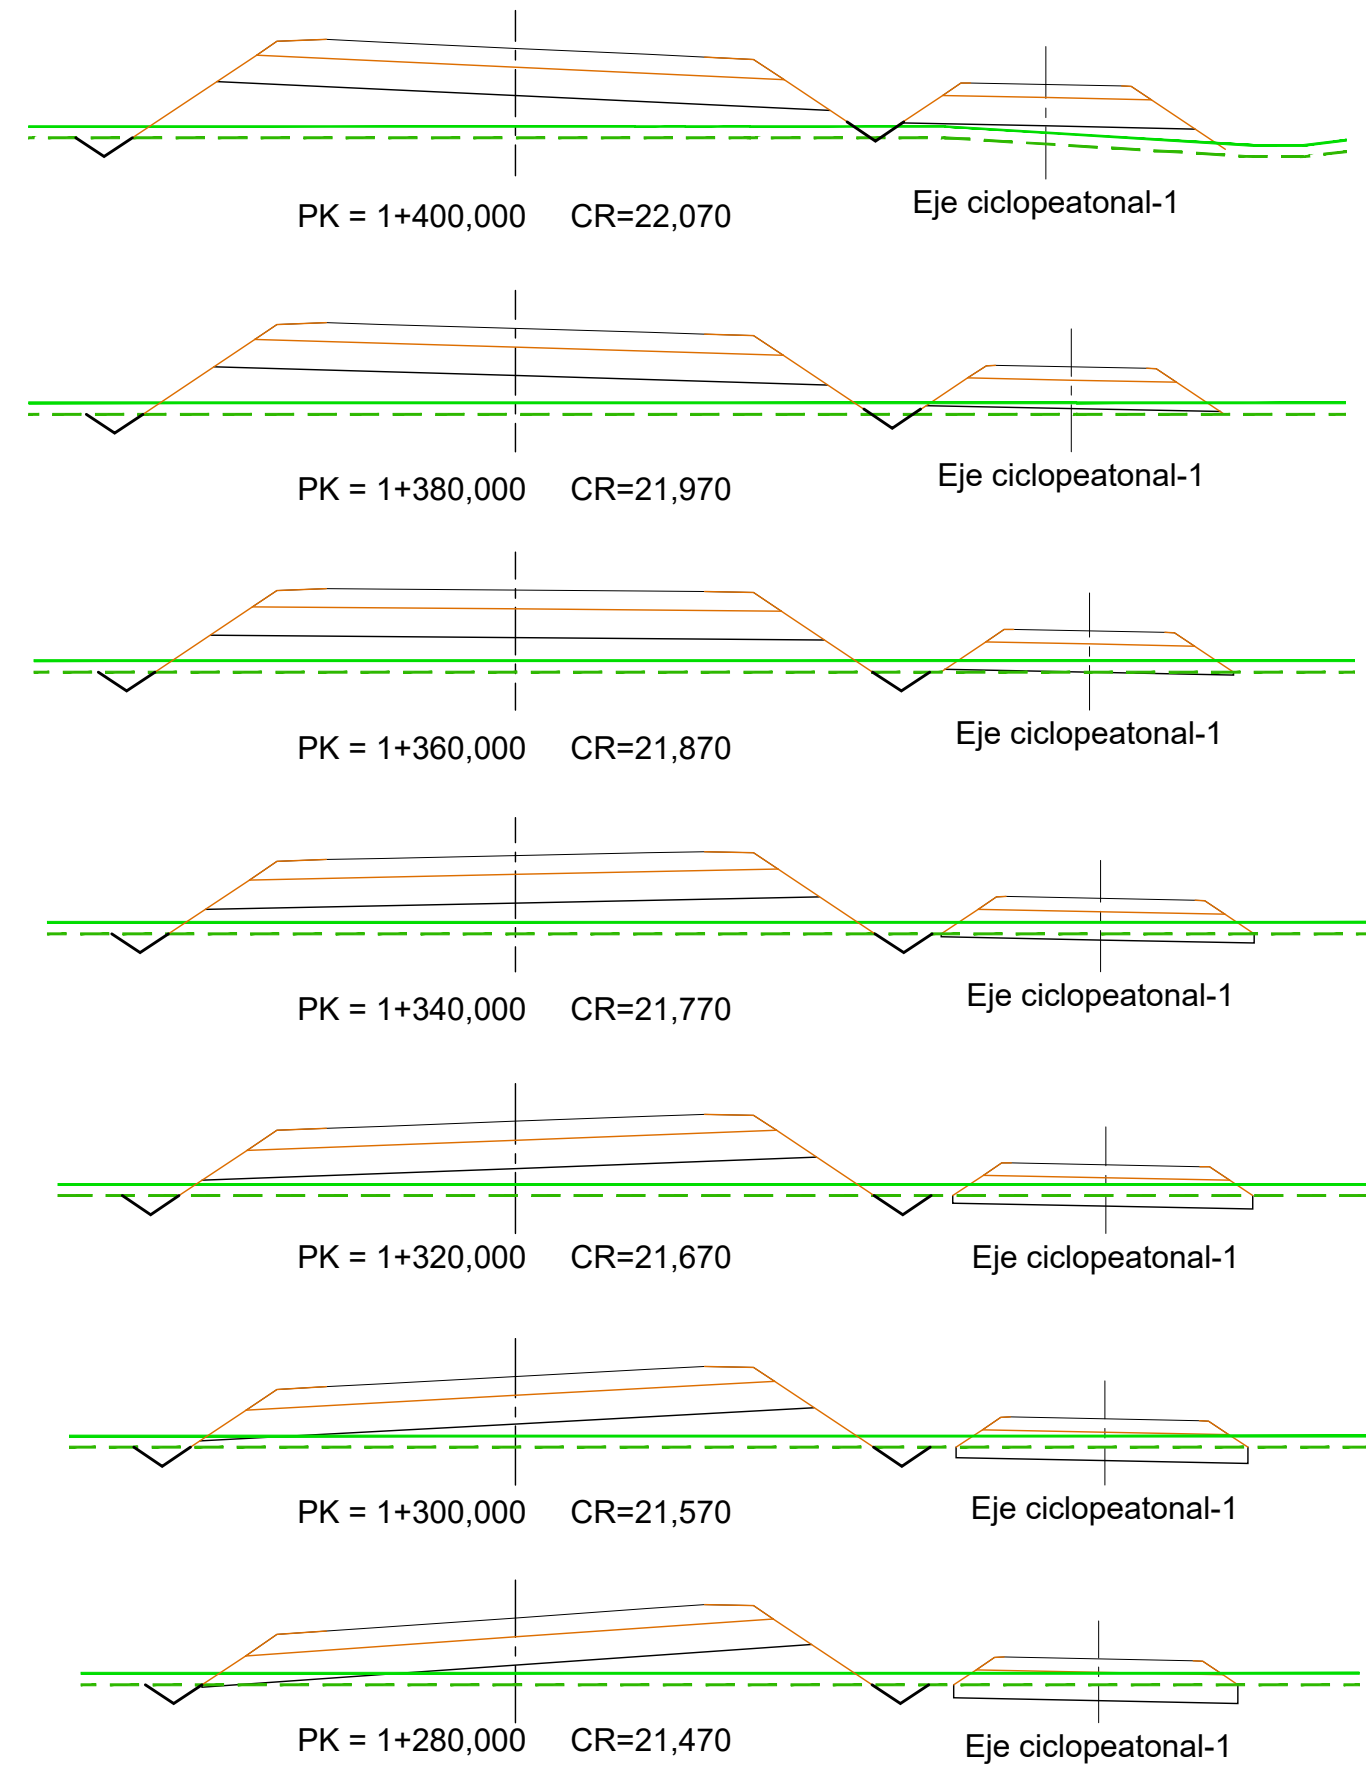 PK = 1+400,000 CR=22,070 Eje ciclopeatonal-1
PK = 1+380,000 CR=21,970 Eje ciclopeatonal-1
PK = 1+360,000 CR=21,870 Eje ciclopeatonal-1
PK = 1+340,000 CR=21,770 Eje ciclopeatonal-1
PK = 1+320,000 CR=21,670 Eje ciclopeatonal-1
PK = 1+300,000 CR=21,570 Eje ciclopeatonal-1
PK = 1+280,000 CR=21,470 Eje ciclopeatonal-1